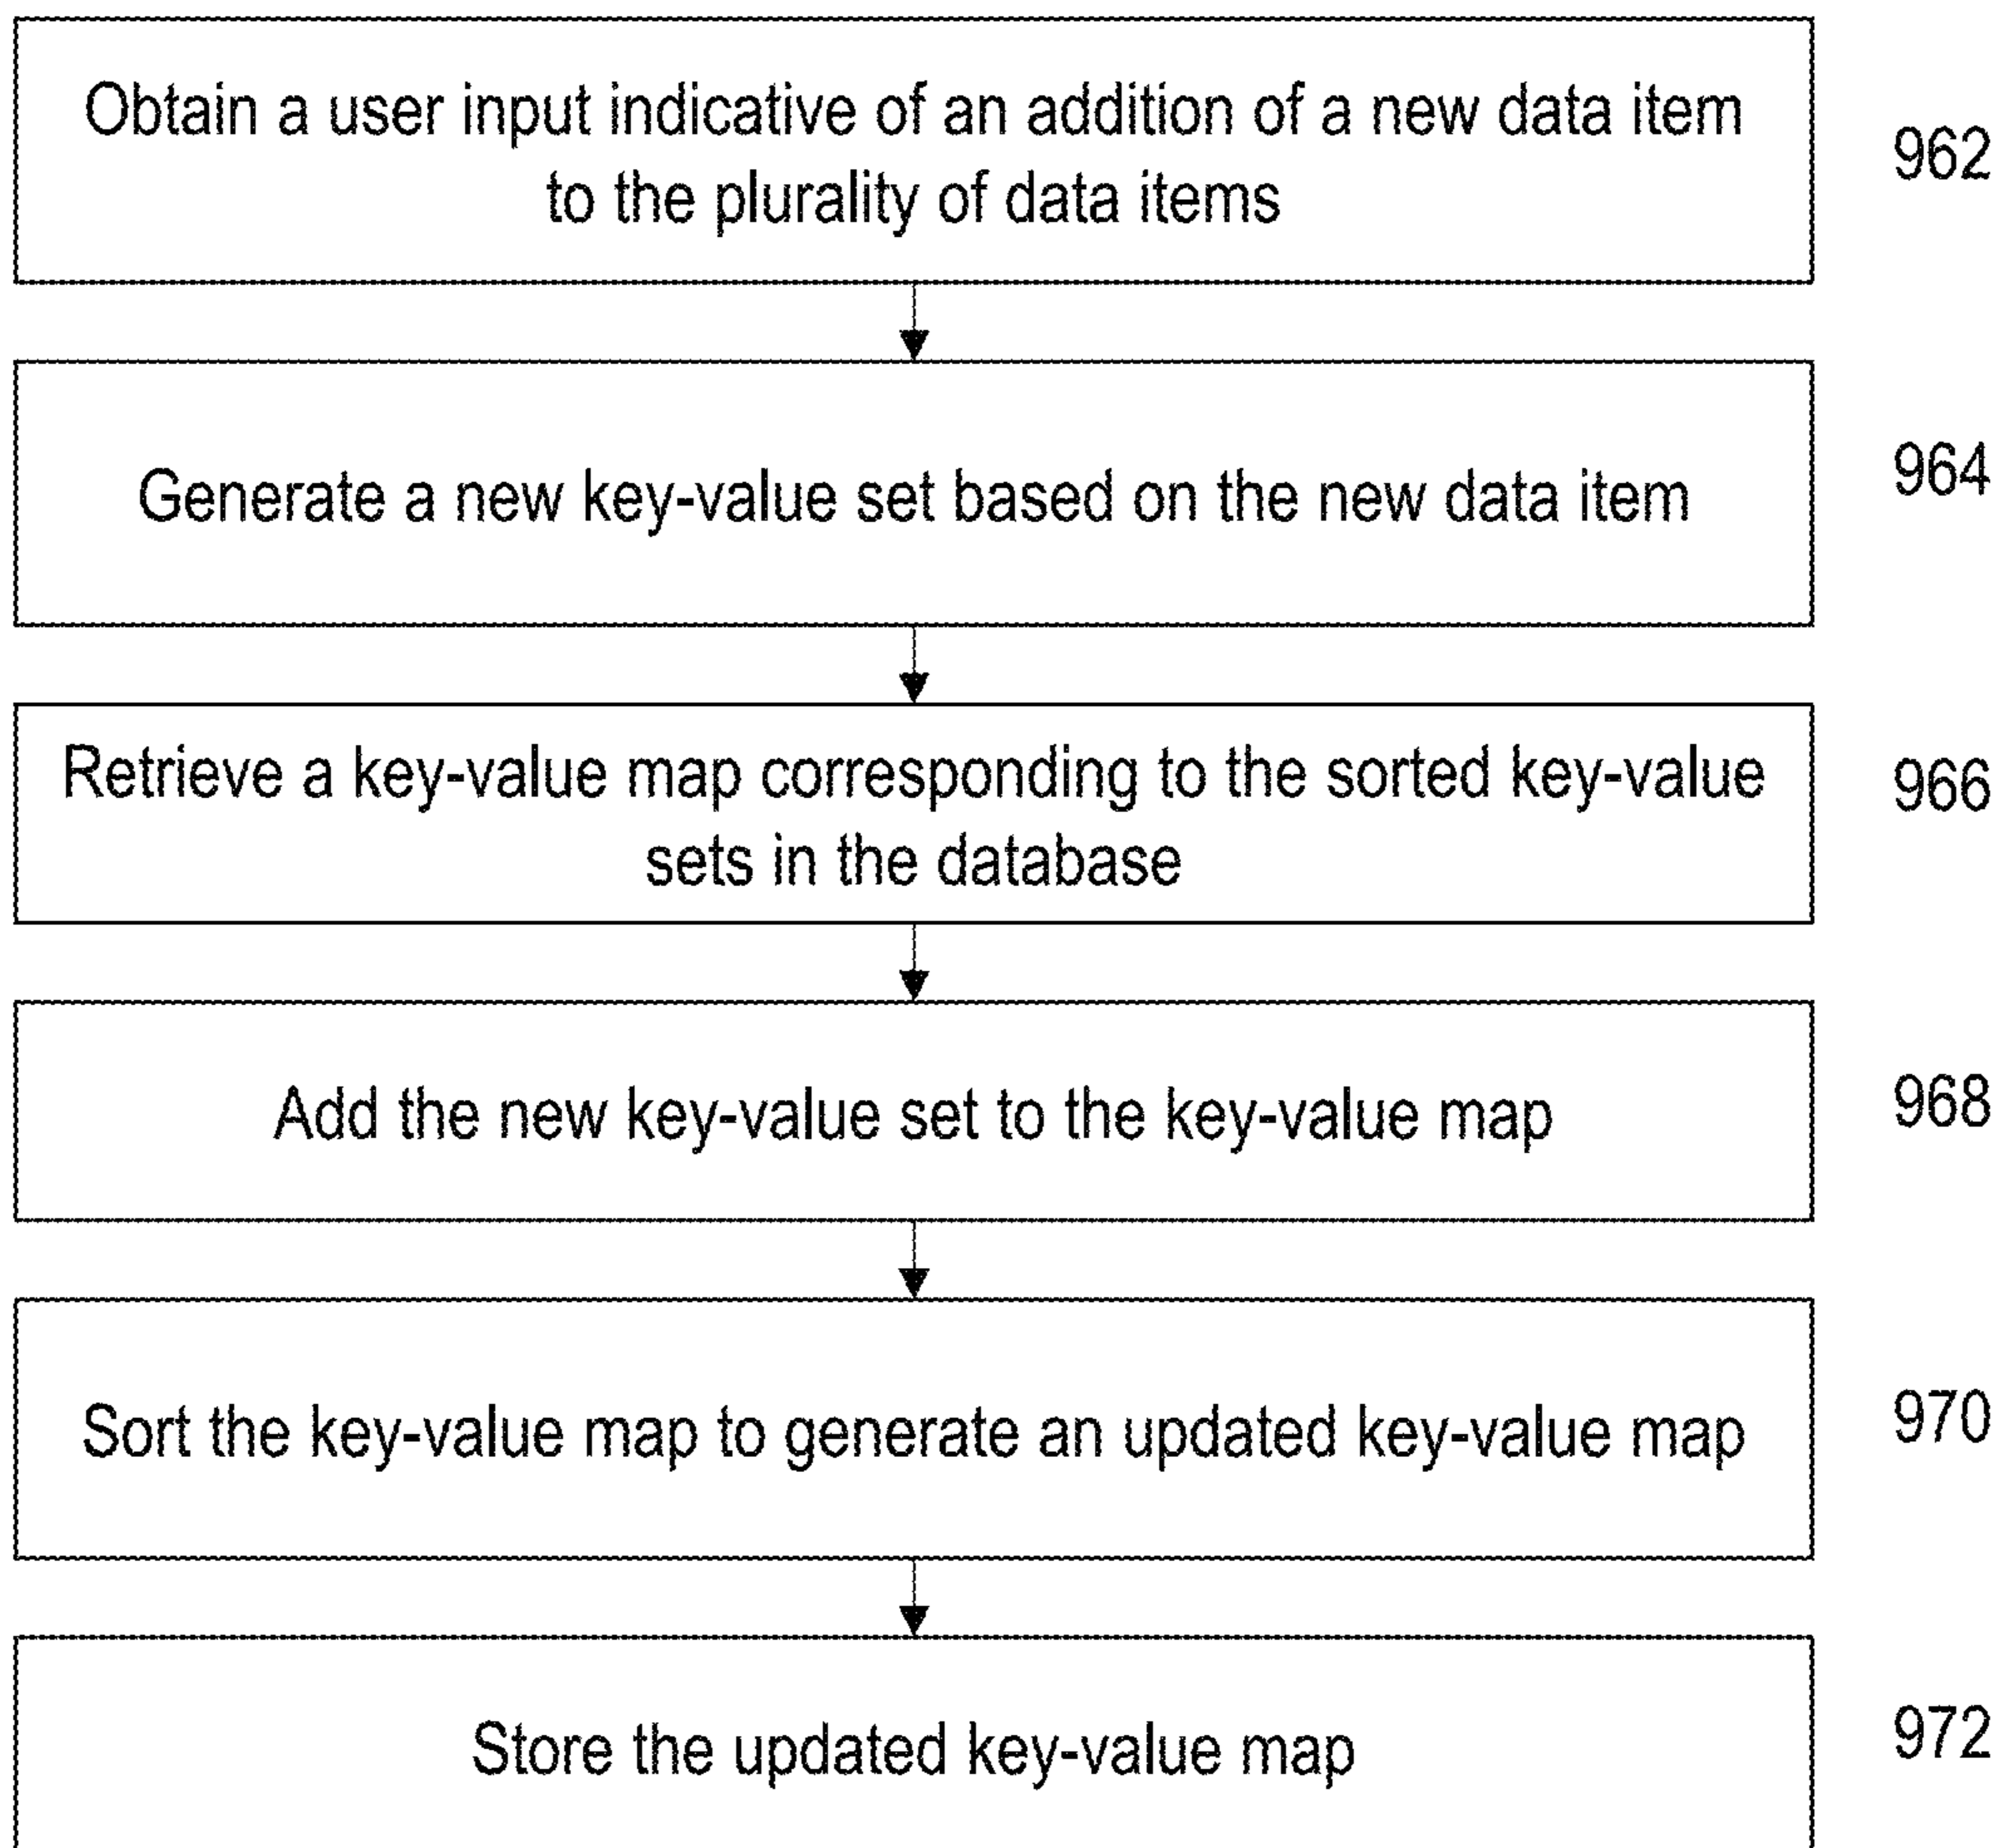 Obtain a user input indicative of an addition of a new data item
to the plurality of data items
962
Generate a new key-value set based on the new data item
964
Retrieve a key-value map corresponding to the sorted key-value
sets in the database
966
Add the new key-value set to the key-value map
968
Sort the key-value map to generate an updated key-value map
970
Store the updated key-value map
972